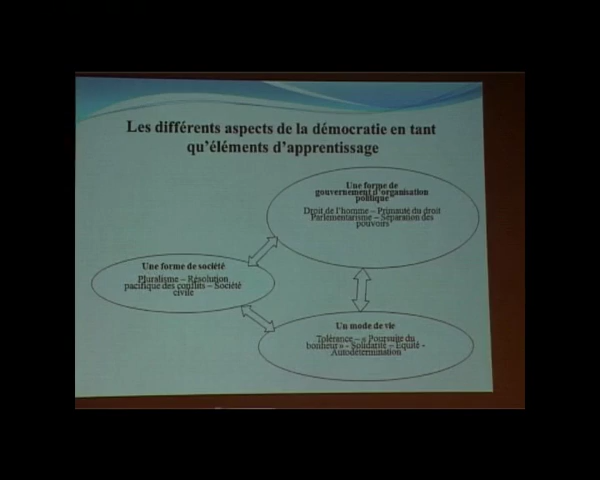 Les différents aspects de la démocratie en tant
qu'éléments d'apprentissage
Une forme de
gouvernement d'organisation
politique
Droit de l'homme – Primauté du droit
Parlementarisme – Séparation des
pouvoirs
Une forme de société
Pluralisme – Résolution
pacifique des conflits – Société
civile
Un mode de vie
Tolérance – « Poursuite du
bonheur » - Solidarité – Equité -
Autodétermination